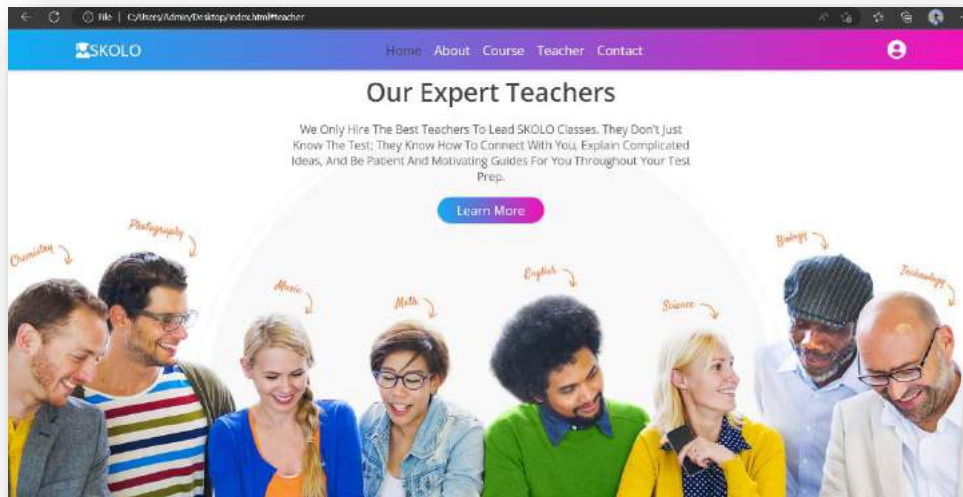 File | C:/Users/Admin/Desktop/index.html#teacher
SKOLO Home About Course Teacher Contact
Our Expert Teachers
We Only Hire The Best Teachers To Lead SKOLO Classes. They Don't Just
Know The Test; They Know How To Connect With You, Explain Complicated
Ideas, And Be Patient And Motivating Guides For You Throughout Your Test
Prep.
Learn More
Chemistry
Photography
Music
Math
English
Science
Biology
Technology